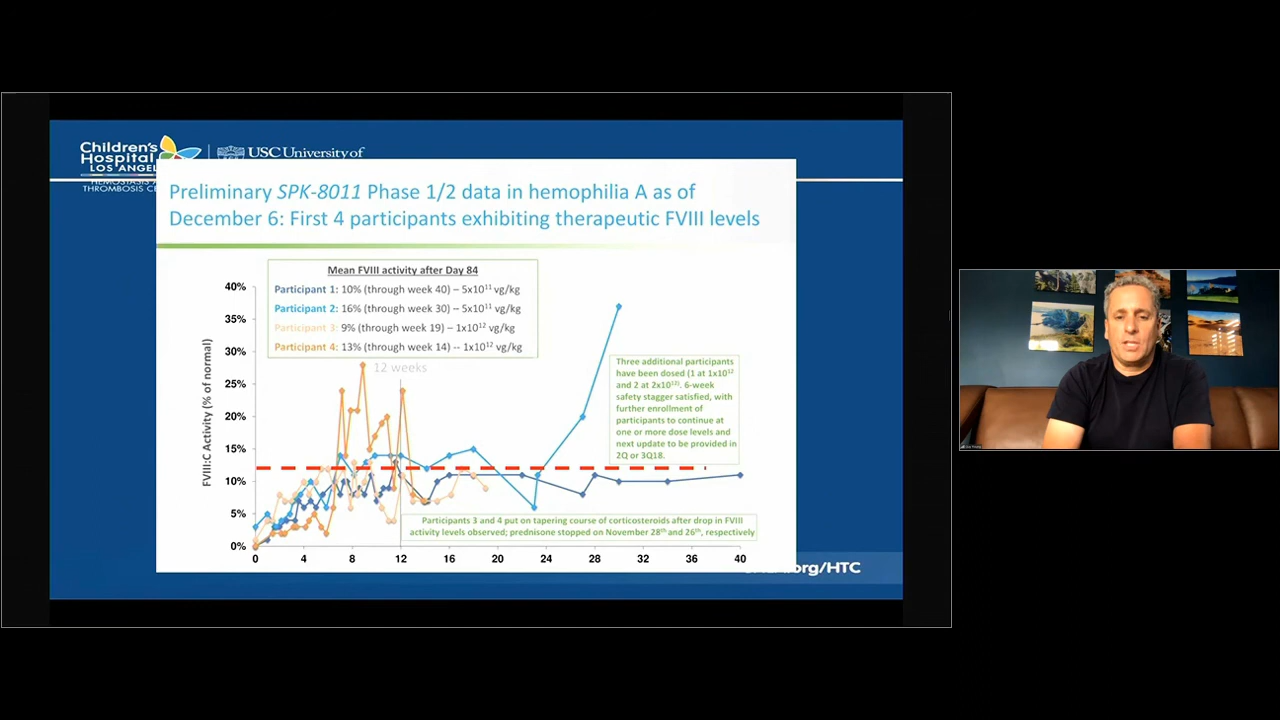 Children's
Hospital
LOS ANGEL
THROMBOSIS CE
USC University of
Preliminary SPK-8011 Phase 1/2 data in hemophilia A as of
December 6: First 4 participants exhibiting therapeutic FVIII levels
Mean FVIII activity after Day 84
Participant 1: 10% (through week 40) – 5x10¹¹ vg/kg
Participant 2: 16% (through week 30) – 5x10¹¹ vg/kg
Participant 3: 9% (through week 19) – 1x10¹² vg/kg
Participant 4: 13% (through week 14) -- 1x10¹² vg/kg
12 weeks
Three additional participants
have been dosed (1 at 1x10¹²
and 2 at 2x10¹²). 6-week
safety stagger satisfied, with
further enrollment of
participants to continue at
one or more dose levels and
next update to be provided in
2Q or 3Q18.
FVIII:C Activity (% of normal)
40%
35%
30%
25%
20%
15%
10%
5%
0%
Participants 3 and 4 put on tapering course of corticosteroids after drop in FVIII
activity levels observed; prednisone stopped on November 28th and 26th, respectively
0 4 8 12 16 20 24 28 32 36 40
.org/HTC